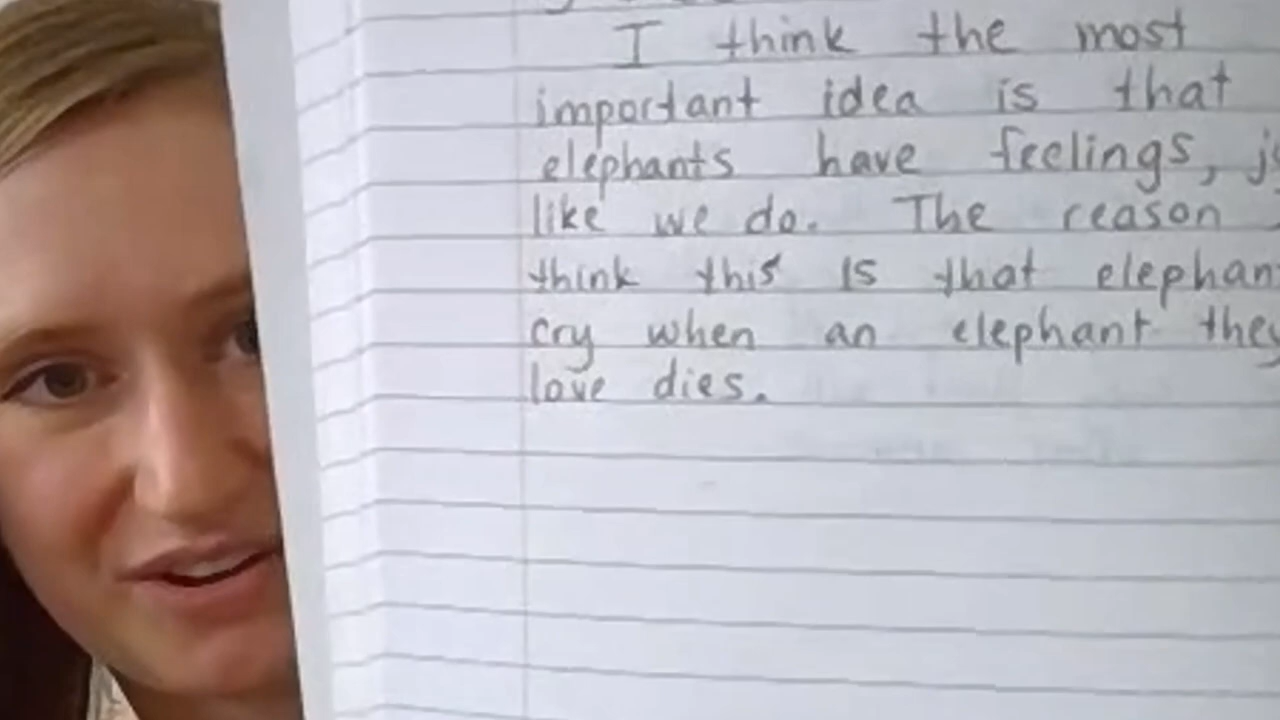 I think the most
important idea is that
elephants have feelings,
like we do. The reason
think this is that
cry when an elephant
love dies.